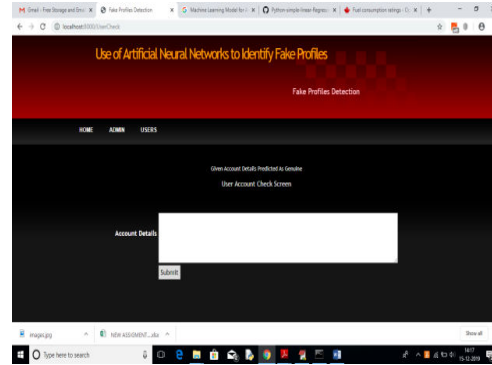 Gmail : Free Storage and Em
Fake Profiles Detection
Machine Learning Model for
Python-simple-linear-Regress
Fuel consumption ratings
localhost:8000/UserCheck
Use of Artificial Neural Networks to Identify Fake Profiles
Fake Profiles Detection
HOME ADMIN USERS
Given Account Details Predicted As Genuine
User Account Check Screen
Account Details
Submit
images.jpg
NEW ASSIGMENT....xlsx
Show all
Type here to search
14:17
15-12-2019